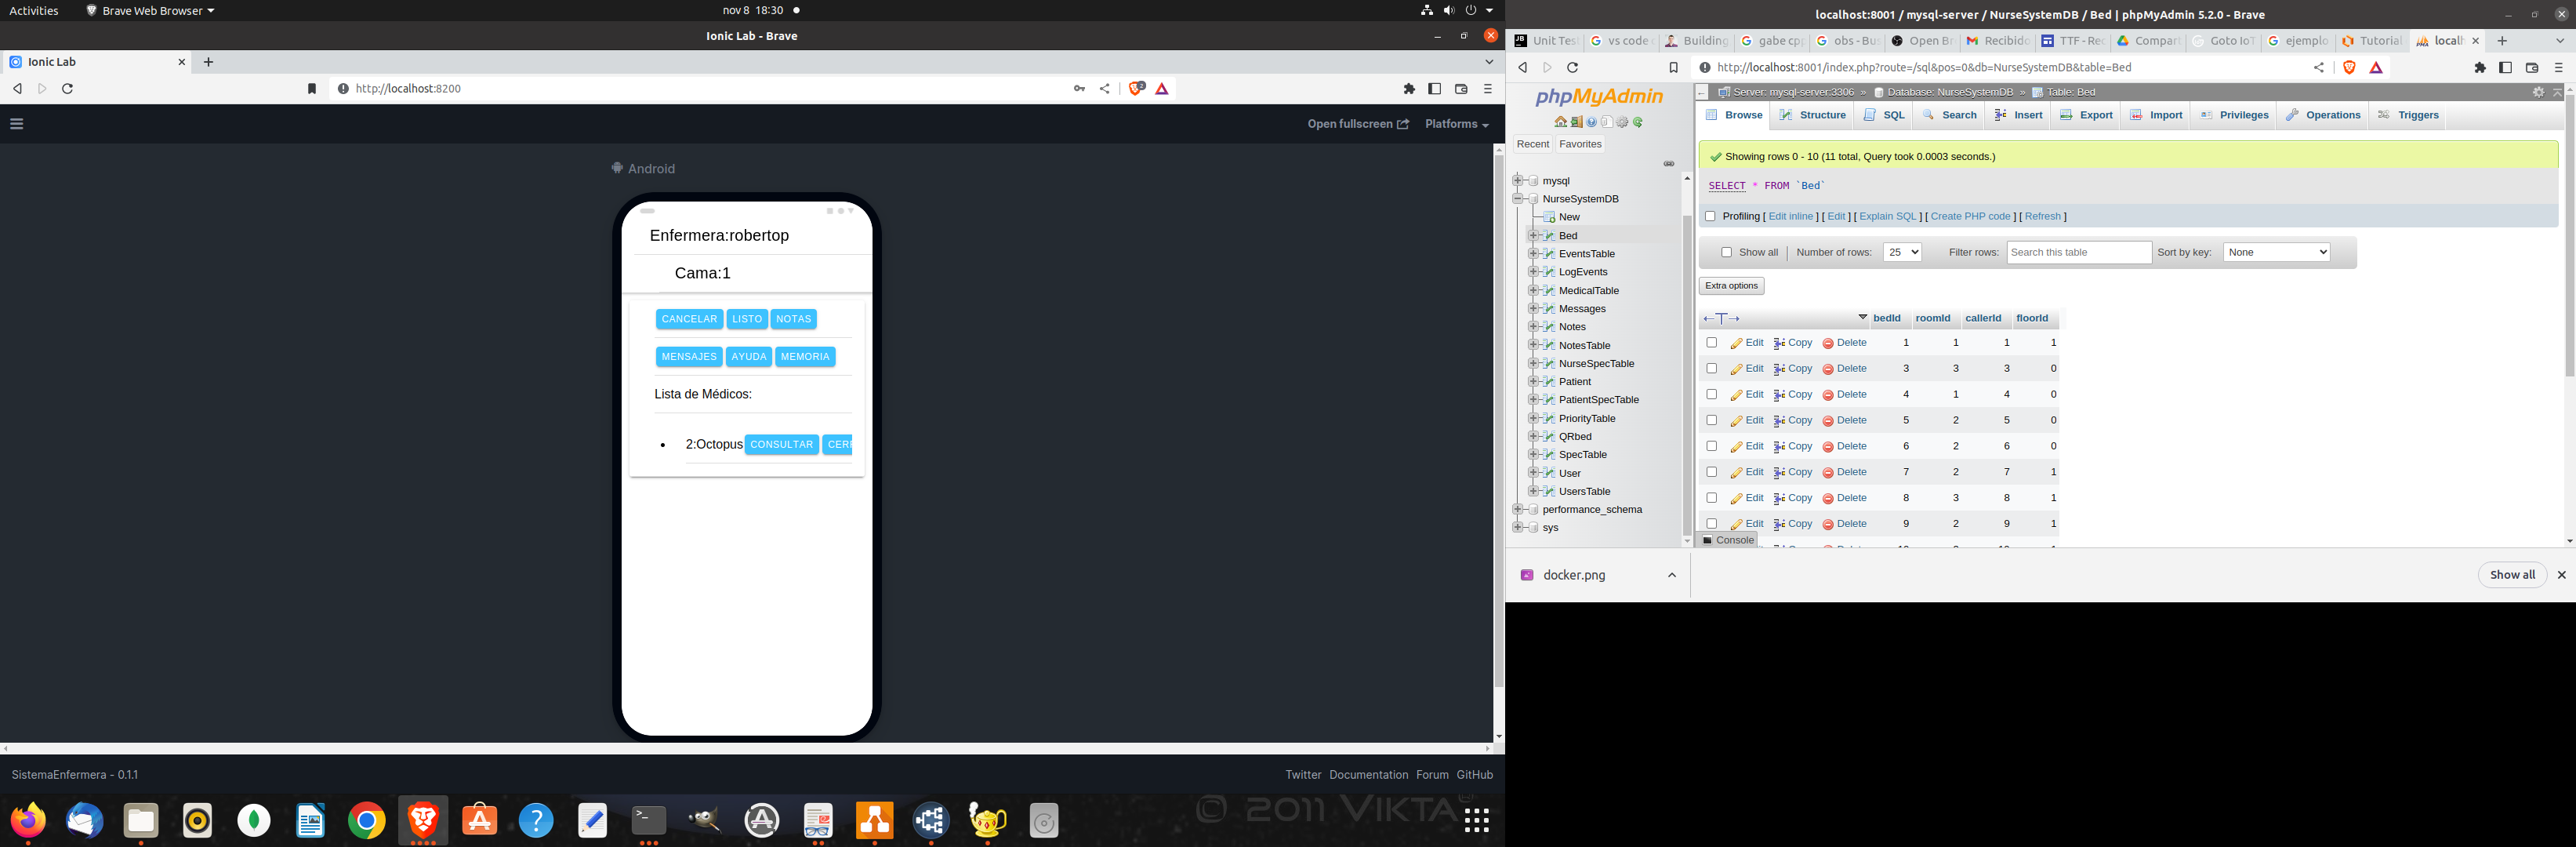 Activities
Brave Web Browser
nov 8 18:30
Ionic Lab - Brave
Ionic Lab
http://localhost:8200
2
Open fullscreen
Platforms
Android
Enfermera:robertop
Cama:1
CANCELAR LISTO NOTAS
MENSAJES AYUDA MEMORIA
Lista de Médicos:
2:Octopus CONSULTAR
SistemaEnfermera - 0.1.1
Twitter Documentation Forum GitHub
© 2011 VIKTA
localhost:8001 / mysql-server / NurseSystemDB / Bed | phpMyAdmin 5.2.0 - Brave
Unit Test
vs code
Building
gabe cp
obs - Bu
Open Br
Recibido
TTF - Rec
Compart
Goto IoT
ejemplo
Tutorial
localh
http://localhost:8001/index.php?route=/sql&pos=0&db=NurseSystemDB&table=Bed
phpMyAdmin
Recent Favorites
mysql
NurseSystemDB
New
Bed
EventsTable
LogEvents
MedicalTable
Messages
Notes
NotesTable
NurseSpecTable
Patient
PatientSpecTable
PriorityTable
QRbed
SpecTable
User
UsersTable
performance_schema
sys
Server: mysql-server:3306 » Database: NurseSystemDB » Table: Bed
Browse Structure SQL Search Insert Export Import Privileges Operations Triggers
Showing rows 0 - 10 (11 total, Query took 0.0003 seconds.)
SELECT * FROM `Bed`
Profiling [ Edit inline ] [ Edit ] [ Explain SQL ] [ Create PHP code ] [ Refresh ]
Show all Number of rows: 25 Filter rows: Search this table Sort by key: None
Extra options
bedId roomId callerId floorId
Edit Copy Delete 1 1 1 1
Edit Copy Delete 3 3 3 0
Edit Copy Delete 4 1 4 0
Edit Copy Delete 5 2 5 0
Edit Copy Delete 6 2 6 0
Edit Copy Delete 7 2 7 1
Edit Copy Delete 8 3 8 1
Edit Copy Delete 9 2 9 1
Console
docker.png
Show all